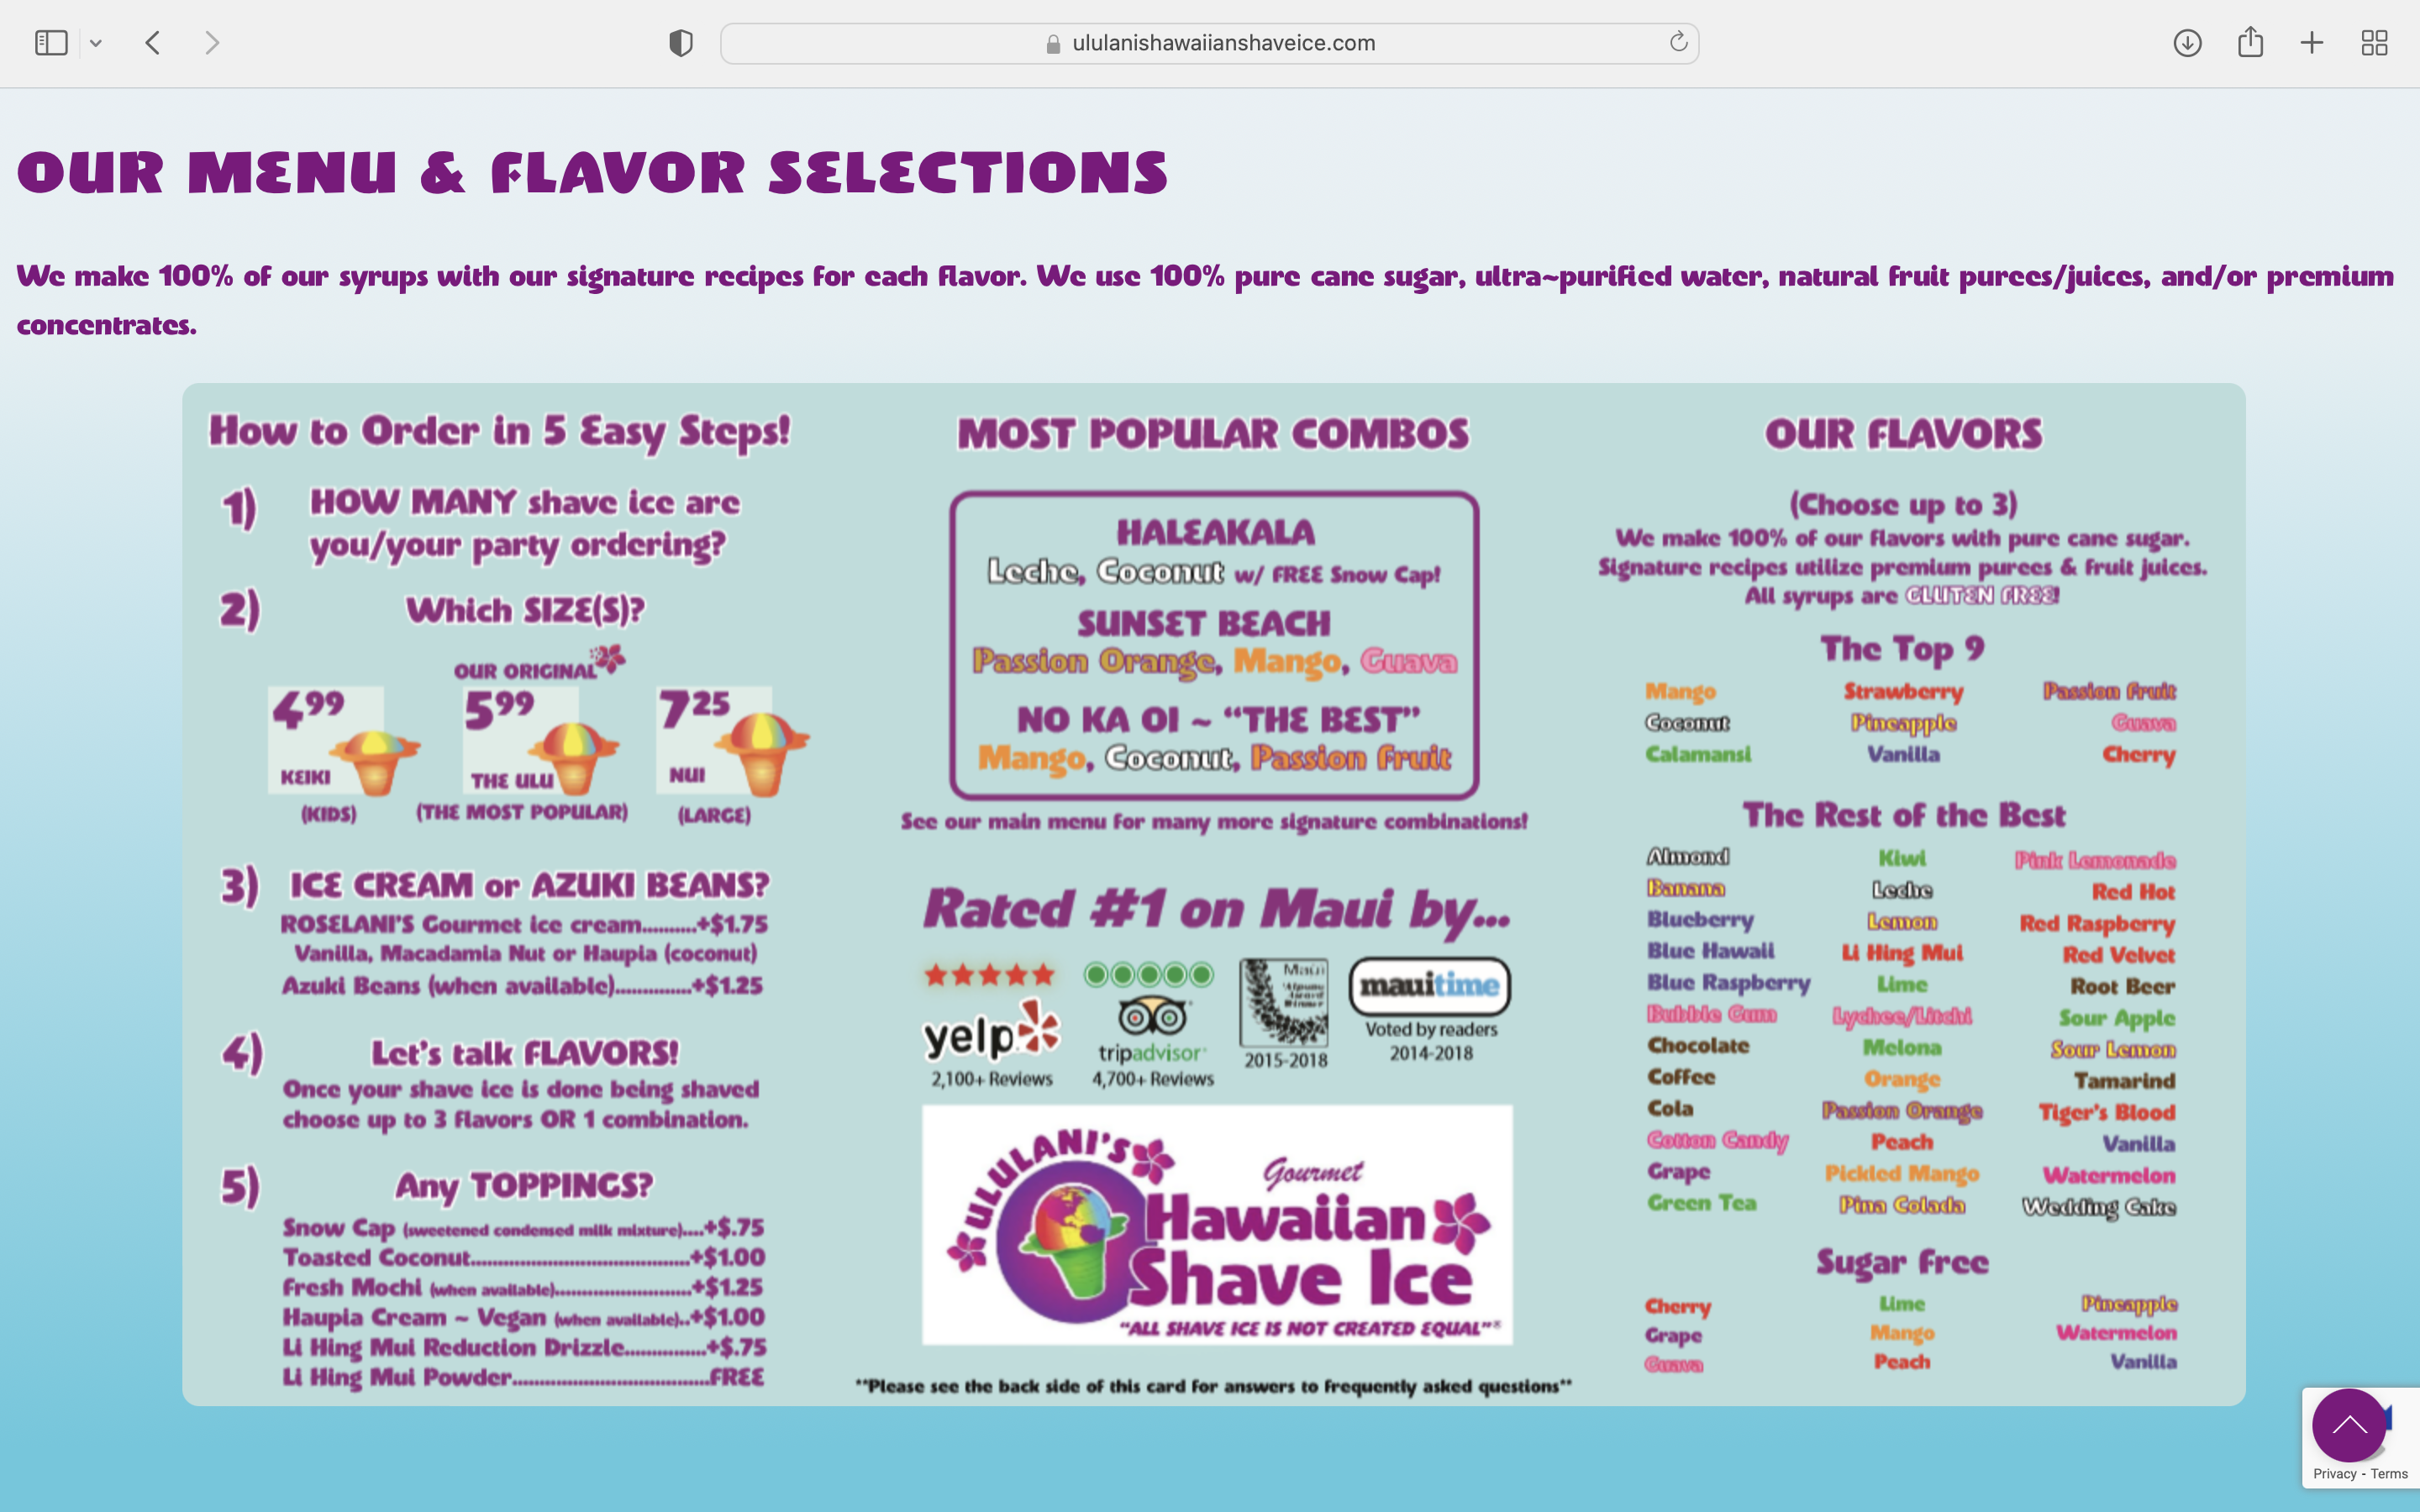 ululanishawaiianshaveice.com
OUR MENU & FLAVOR SELECTIONS
We make 100% of our syrups with our signature recipes for each flavor. We use 100% pure cane sugar, ultra~purified water, natural fruit purees/juices, and/or premium
concentrates.
How to Order in 5 Easy Steps!
1) HOW MANY shave ice are
you/your party ordering?
2) Which SIZE(S)?
OUR ORIGINAL
4.99 5.99 7.25
KEIKI THE ULU NUI
(KIDS) (THE MOST POPULAR) (LARGE)
3) ICE CREAM or AZUKI BEANS?
ROSELANI'S Gourmet ice cream..........+$1.75
Vanilla, Macadamia Nut or Haupia (coconut)
Azuki Beans (when available)..............+$1.25
4) Let's talk FLAVORS!
Once your shave ice is done being shaved
choose up to 3 flavors OR 1 combination.
5) Any TOPPINGS?
Snow Cap (sweetened condensed milk mixture)....+$.75
Toasted Coconut........................................+$1.00
Fresh Mochi (when available).........................+$1.25
Haupia Cream ~ Vegan (when available)..+$1.00
Li Hing Mui Reduction Drizzle...............+$.75
Li Hing Mui Powder....................................FREE
MOST POPULAR COMBOS
HALEAKALA
Leche, Coconut w/ FREE Snow Cap!
SUNSET BEACH
Passion Orange, Mango, Guava
NO KA OI ~ “THE BEST”
Mango, Coconut, Passion Fruit
See our main menu for many more signature combinations!
Rated #1 on Maui by...
yelp
2,100+ Reviews
tripadvisor
4,700+ Reviews
Maui
2015-2018
mauitime
Voted by readers
2014-2018
ULULANI'S
Gourmet
Hawaiian
Shave Ice
“ALL SHAVE ICE IS NOT CREATED EQUAL”®
**Please see the back side of this card for answers to frequently asked questions**
OUR FLAVORS
(Choose up to 3)
We make 100% of our flavors with pure cane sugar.
Signature recipes utilize premium purees & fruit juices.
All syrups are GLUTEN FREE!
The Top 9
Mango Strawberry Passion Fruit
Coconut Pineapple Guava
Calamansi Vanilla Cherry
The Rest of the Best
Almond Kiwi Pink Lemonade
Banana Leche Red Hot
Blueberry Lemon Red Raspberry
Blue Hawaii Li Hing Mui Red Velvet
Blue Raspberry Lime Root Beer
Bubble Gum Lychee/Litchi Sour Apple
Chocolate Melona Sour Lemon
Coffee Orange Tamarind
Cola Passion Orange Tiger's Blood
Cotton Candy Peach Vanilla
Grape Pickled Mango Watermelon
Green Tea Pina Colada Wedding Cake
Sugar Free
Cherry Lime Pineapple
Grape Mango Watermelon
Guava Peach Vanilla
Privacy - Terms